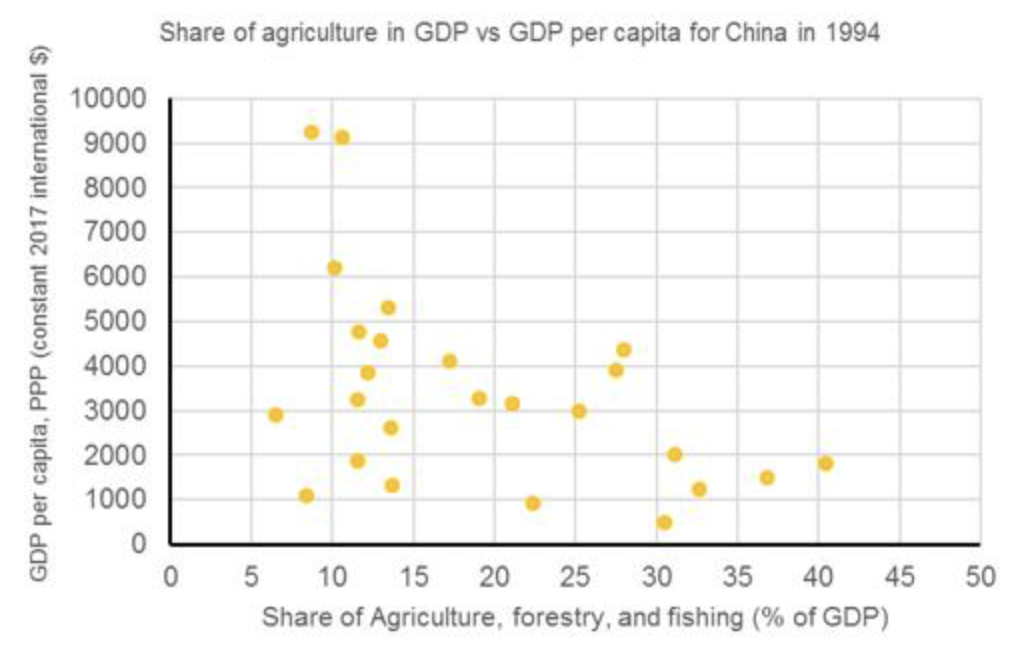 Share of agriculture in GDP vs GDP per capita for China in 1994
GDP per capita, PPP (constant 2017 international $)
10000
9000
8000
7000
6000
5000
4000
3000
2000
1000
0
0 5 10 15 20 25 30 35 40 45 50
Share of Agriculture, forestry, and fishing (% of GDP)